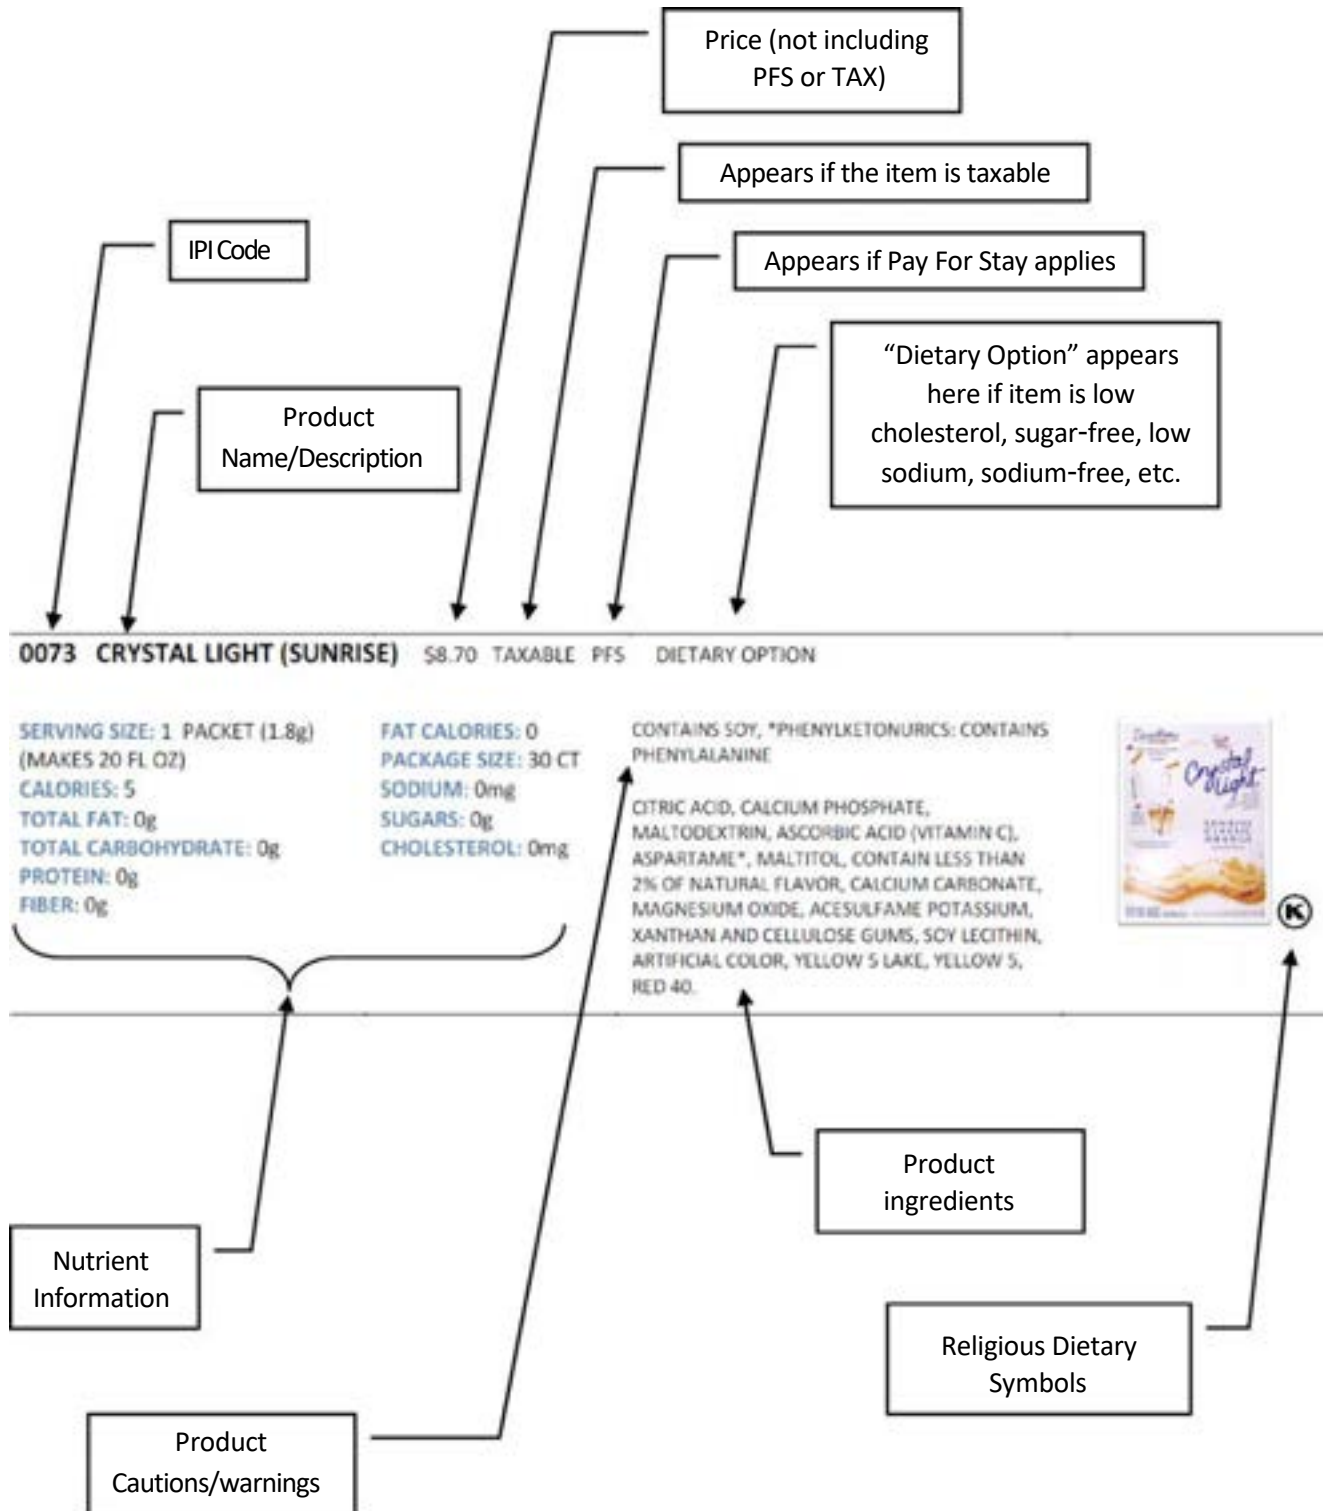 Price (not including
PFS or TAX)
Appears if the item is taxable
IPI Code
Appears if Pay For Stay applies
“Dietary Option” appears
here if item is low
cholesterol, sugar-free, low
sodium, sodium-free, etc.
Product
Name/Description
0073 CRYSTAL LIGHT (SUNRISE) $8.70 TAXABLE PFS DIETARY OPTION
SERVING SIZE: 1 PACKET (1.8g)
(MAKES 20 FL OZ)
CALORIES: 5
TOTAL FAT: 0g
TOTAL CARBOHYDRATE: 0g
PROTEIN: 0g
FIBER: 0g
FAT CALORIES: 0
PACKAGE SIZE: 30 CT
SODIUM: 0mg
SUGARS: 0g
CHOLESTEROL: 0mg
CONTAINS SOY, *PHENYLKETONURICS: CONTAINS
PHENYLALANINE
CITRIC ACID, CALCIUM PHOSPHATE,
MALTODEXTRIN, ASCORBIC ACID (VITAMIN C),
ASPARTAME*, MALTITOL, CONTAIN LESS THAN
2% OF NATURAL FLAVOR, CALCIUM CARBONATE,
MAGNESIUM OXIDE, ACESULFAME POTASSIUM,
XANTHAN AND CELLULOSE GUMS, SOY LECITHIN,
ARTIFICIAL COLOR, YELLOW 5 LAKE, YELLOW 5,
RED 40.
Crystal
Light
SUNRISE
CLASSIC
ORANGE
K
Product
ingredients
Nutrient
Information
Religious Dietary
Symbols
Product
Cautions/warnings